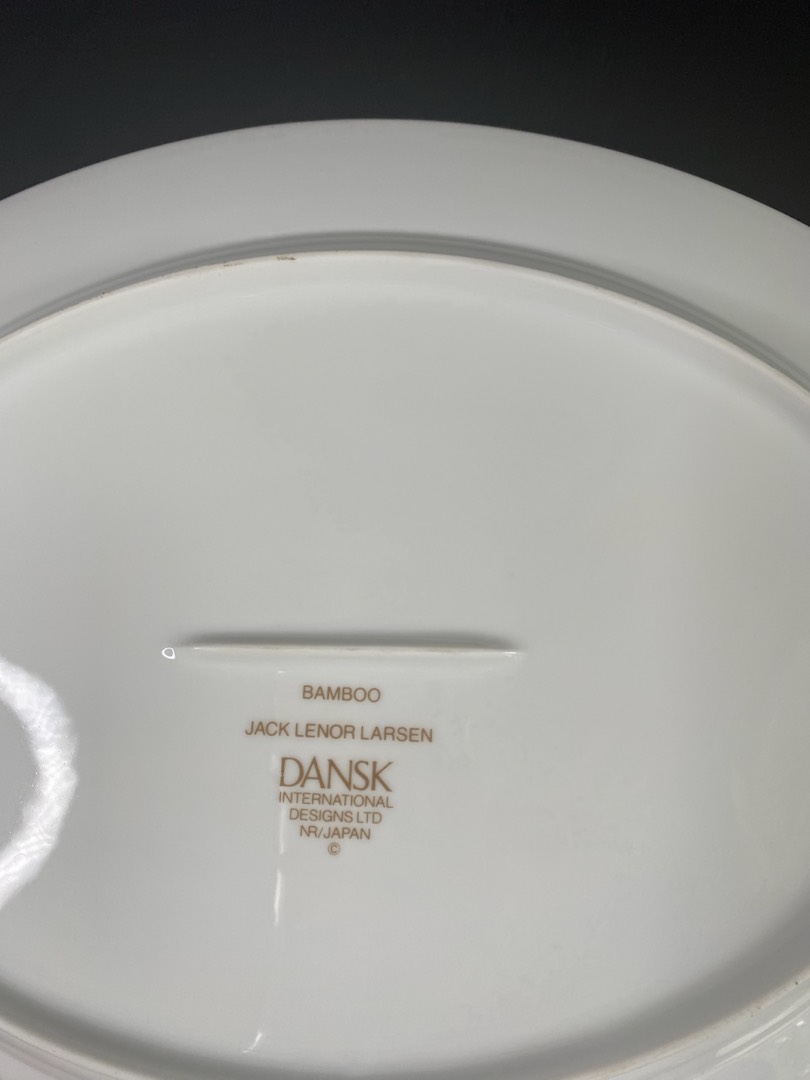 BAMBOO
JACK LENOR LARSEN
DANSK
INTERNATIONAL
DESIGNS LTD
NR/JAPAN
©